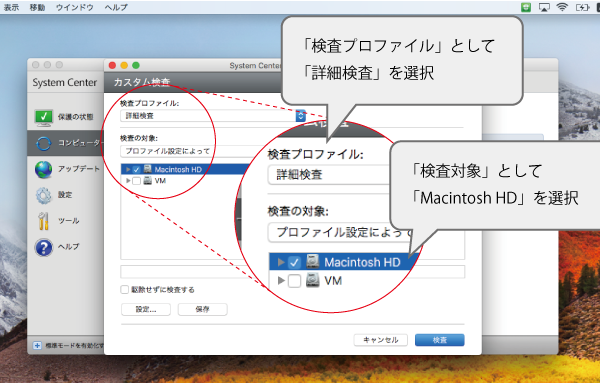 表示 移動 ウインドウ ヘルプ
「検査プロファイル」として
「詳細検査」を選択
System Center
System Cente
カスタム検査
検査プロファイル:
詳細検査
検査の対象:
プロファイル設定によって
Macintosh HD
VM
保護の状態
コンピュータ
アップデート
設定
ツール
ヘルプ
検査プロファイル:
詳細検査
検査の対象:
プロファイル設定によって
Macintosh HD
VM
「検査対象」として
「Macintosh HD」を選択
駆除せずに検査する
設定... 保存
キャンセル 検査
標準モードを有効化す